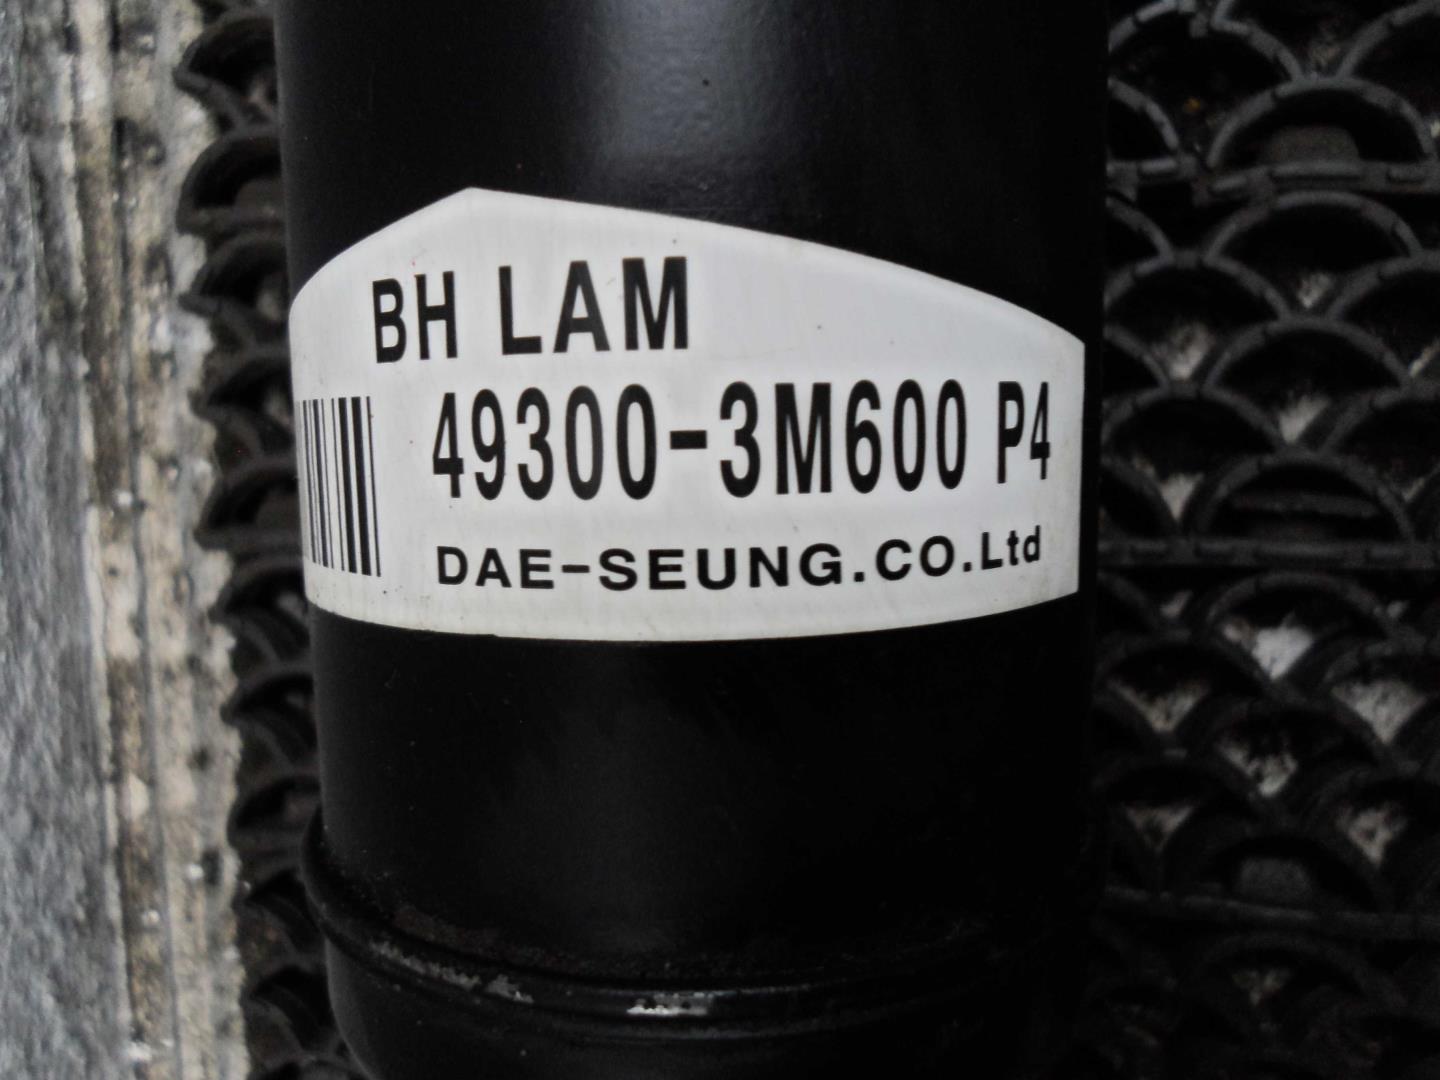 BH LAM
49300-3M600 P4
DAE-SEUNG.CO.Ltd